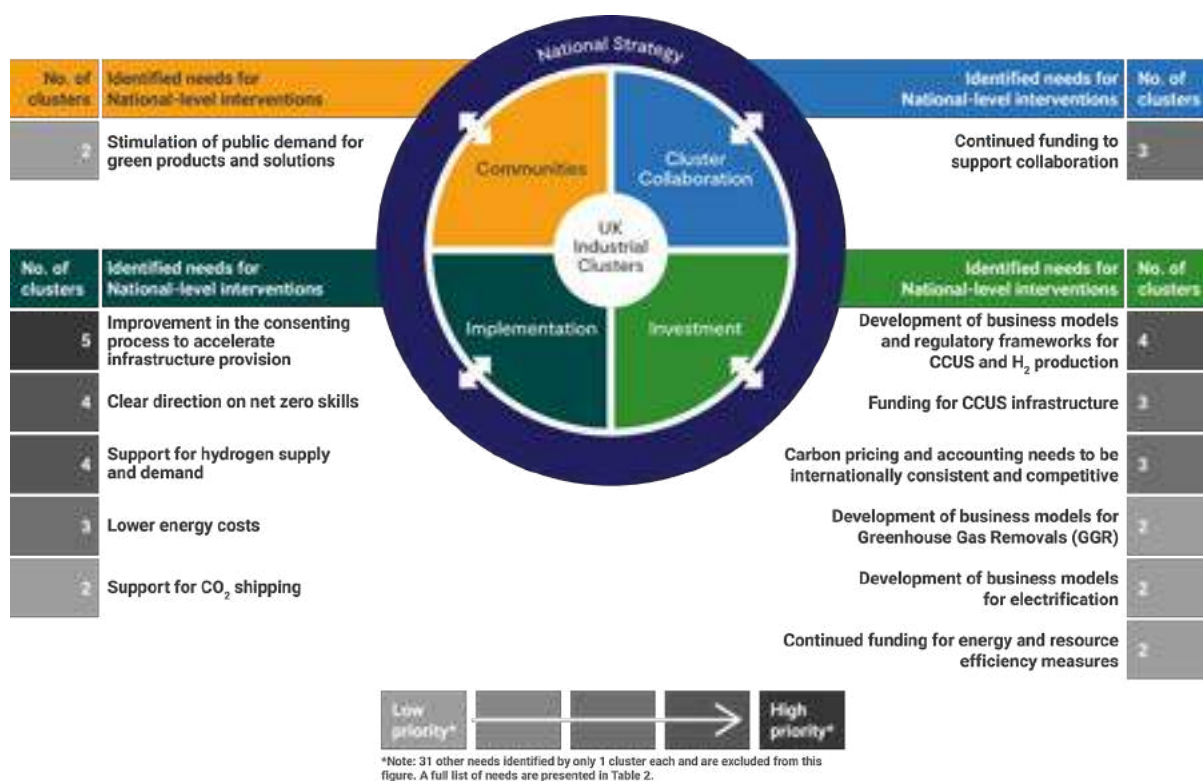 National Strategy
No. of
clusters
Identified needs for
National-level interventions
2
Stimulation of public demand for
green products and solutions
Communities
Cluster
Collaboration
UK
Industrial
Clusters
Implementation
Investment
Identified needs for
National-level interventions
No. of
clusters
Continued funding to
support collaboration
3
No. of
clusters
Identified needs for
National-level interventions
5
Improvement in the consenting
process to accelerate
infrastructure provision
4
Clear direction on net zero skills
4
Support for hydrogen supply
and demand
3
Lower energy costs
2
Support for CO₂ shipping
Identified needs for
National-level interventions
No. of
clusters
Development of business models
and regulatory frameworks for
CCUS and H₂ production
4
Funding for CCUS infrastructure
3
Carbon pricing and accounting needs to be
internationally consistent and competitive
3
Development of business models for
Greenhouse Gas Removals (GGR)
2
Development of business models
for electrification
2
Continued funding for energy and resource
efficiency measures
2
Low
priority*
High
priority*
*Note: 31 other needs identified by only 1 cluster each and are excluded from this
figure. A full list of needs are presented in Table 2.